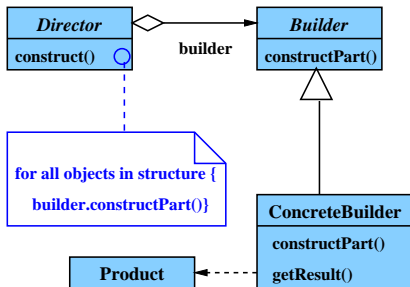 Director
construct()
builder
Builder
constructPart()
for all objects in structure {
builder.constructPart()}
ConcreteBuilder
constructPart()
getResult()
Product